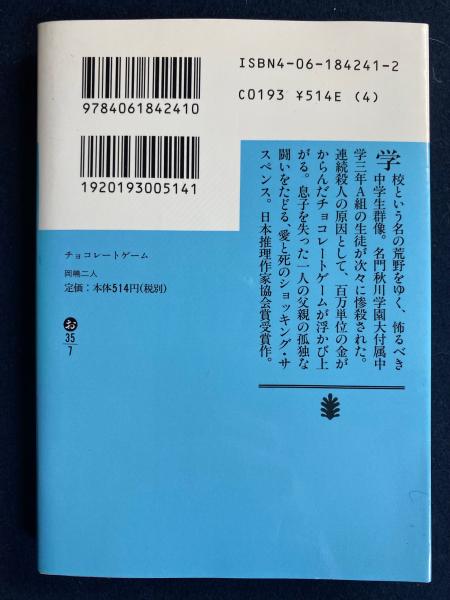 ISBN4-06-184241-2
C0193 ¥514E (4)
9784061842410
1920193005141
学校という名の荒野をゆく、怖るべき
中学生群像。名門秋川学園大付属中
学三年A組の生徒が次々に惨殺された。
連続殺人の原因として、百万単位の金が
からんだチョコレートゲームが浮かび上
がる。息子を失った一人の父親の孤独な
闘いをたどる、愛と死のショッキング・サ
スペンス。日本推理作家協会賞受賞作。
チョコレートゲーム
岡嶋二人
定価:本体514円(税別)
お
35
7